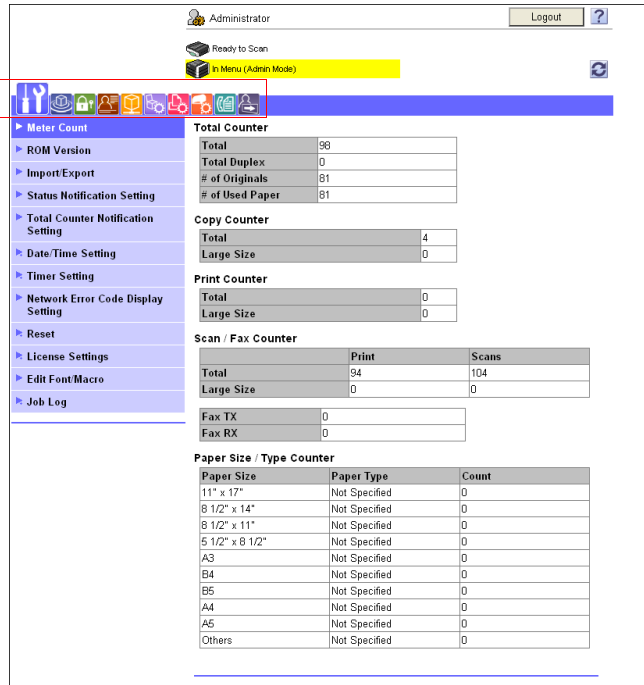 Administrator
Logout
?
Ready to Scan
In Menu (Admin Mode)
Meter Count
ROM Version
Import/Export
Status Notification Setting
Total Counter Notification
Setting
Date/Time Setting
Timer Setting
Network Error Code Display
Setting
Reset
License Settings
Edit Font/Macro
Job Log
Total Counter
Total 98
Total Duplex 0
# of Originals 81
# of Used Paper 81
Copy Counter
Total 4
Large Size 0
Print Counter
Total 0
Large Size 0
Scan / Fax Counter
Print Scans
Total 94 104
Large Size 0 0
Fax TX 0
Fax RX 0
Paper Size / Type Counter
Paper Size Paper Type Count
11" x 17" Not Specified 0
8 1/2" x 14" Not Specified 0
8 1/2" x 11" Not Specified 0
5 1/2" x 8 1/2" Not Specified 0
A3 Not Specified 0
B4 Not Specified 0
B5 Not Specified 0
A4 Not Specified 0
A5 Not Specified 0
Others Not Specified 0